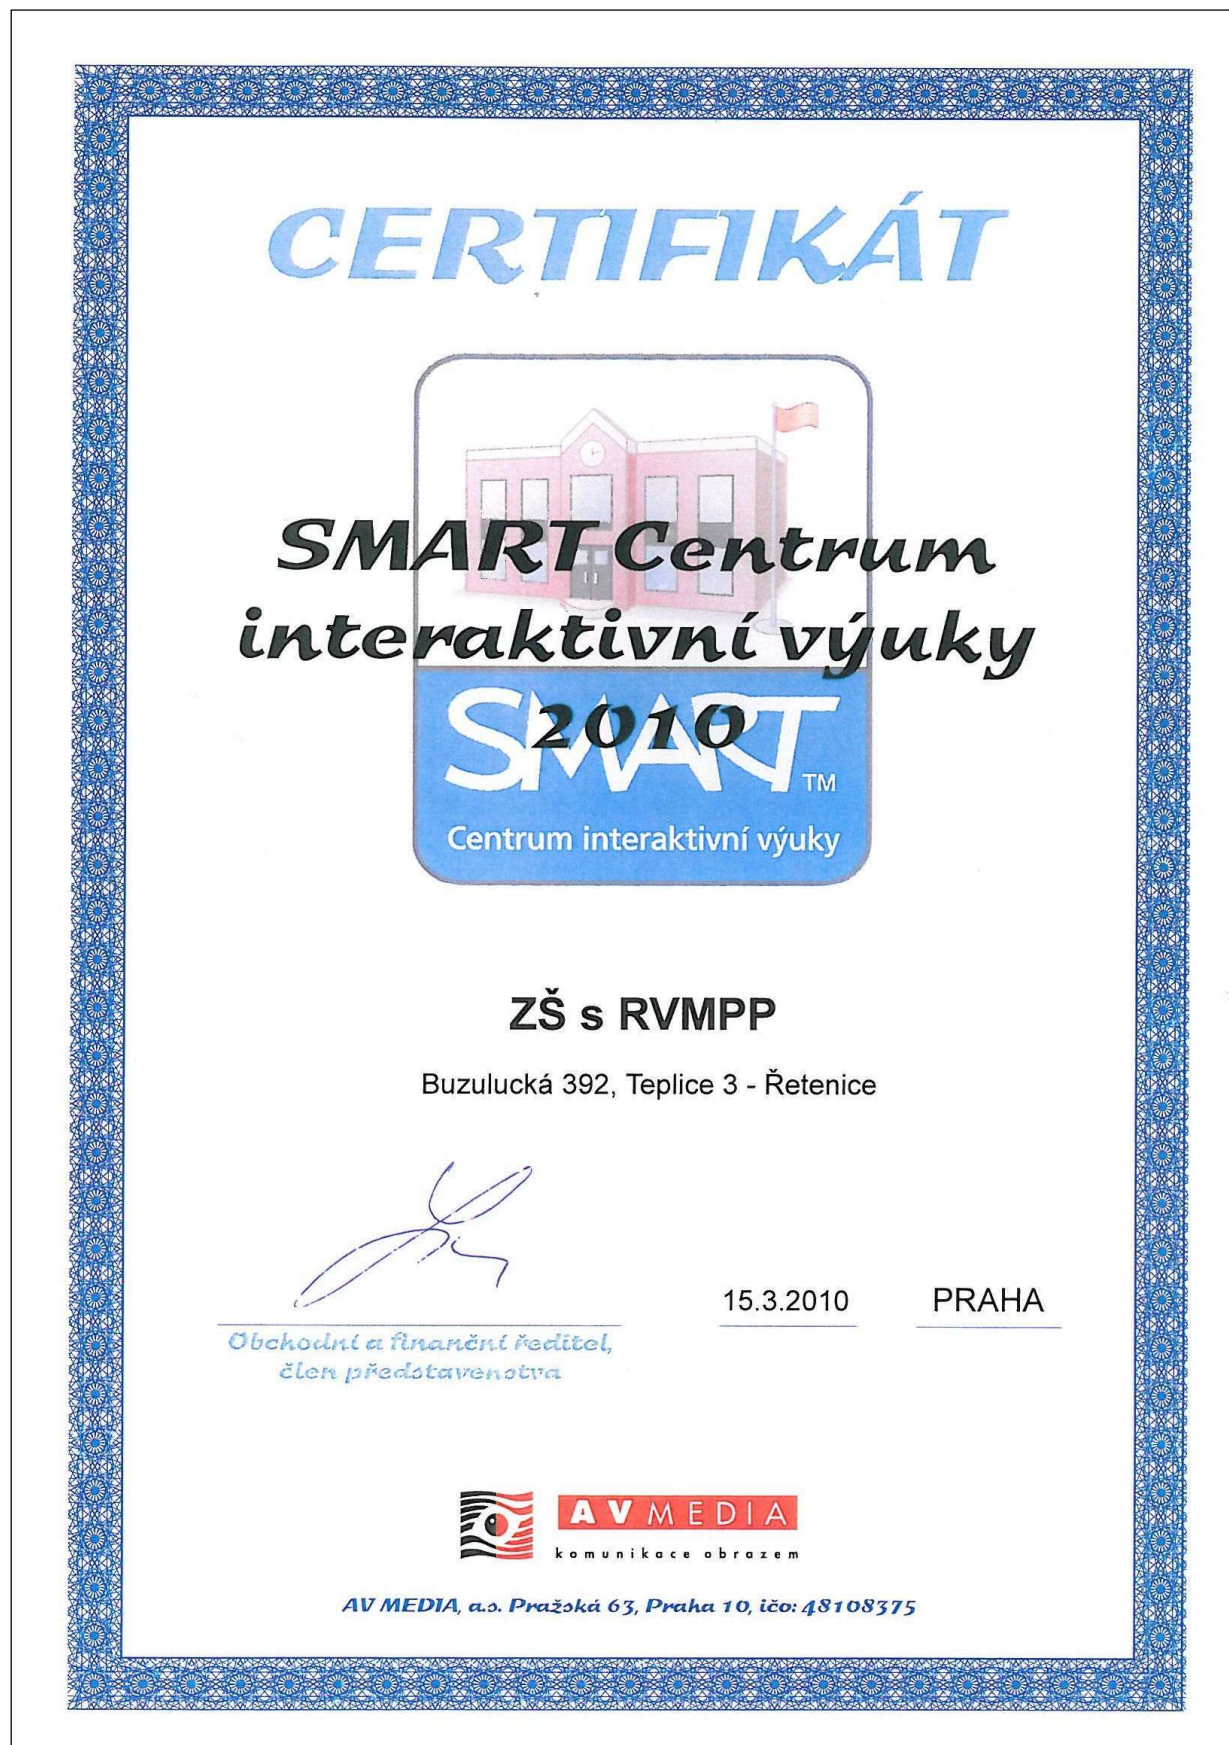 CERTIFIKÁT
SMART Centrum
interaktivní výuky
2010
SMART TM
Centrum interaktivní výuky
ZŠ s RVMPP
Buzulucká 392, Teplice 3 - Řetenice
15.3.2010 PRAHA
Obchodní a finanční ředitel,
člen představenstva
AV MEDIA
komunikace obrazem
AV MEDIA, a.s. Pražská 63, Praha 10, ičo: 48108375